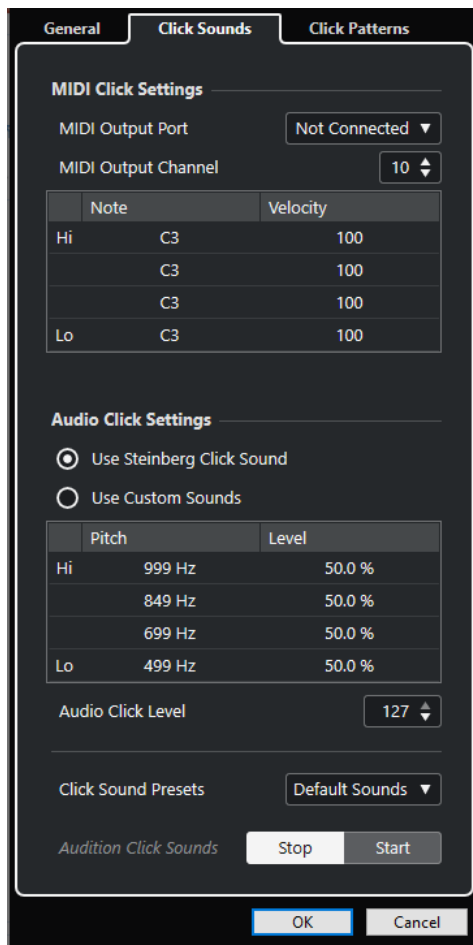 General Click Sounds Click Patterns
MIDI Click Settings
MIDI Output Port Not Connected
MIDI Output Channel 10
Note Velocity
Hi C3 100
C3 100
C3 100
Lo C3 100
Audio Click Settings
Use Steinberg Click Sound
Use Custom Sounds
Pitch Level
Hi 999 Hz 50.0 %
849 Hz 50.0 %
699 Hz 50.0 %
Lo 499 Hz 50.0 %
Audio Click Level 127
Click Sound Presets Default Sounds
Audition Click Sounds Stop Start
OK Cancel